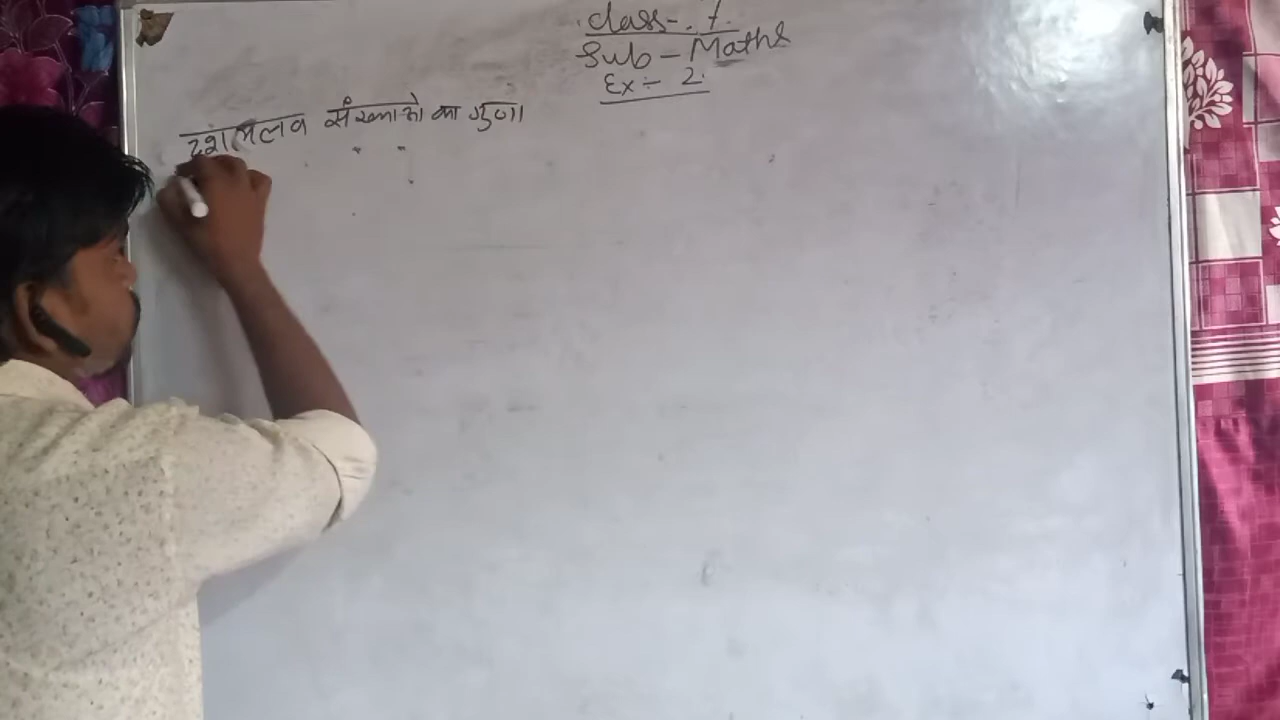 class-.7.
Sub-Maths
Ex÷2.
दशमलव संख्याओ का गुणा